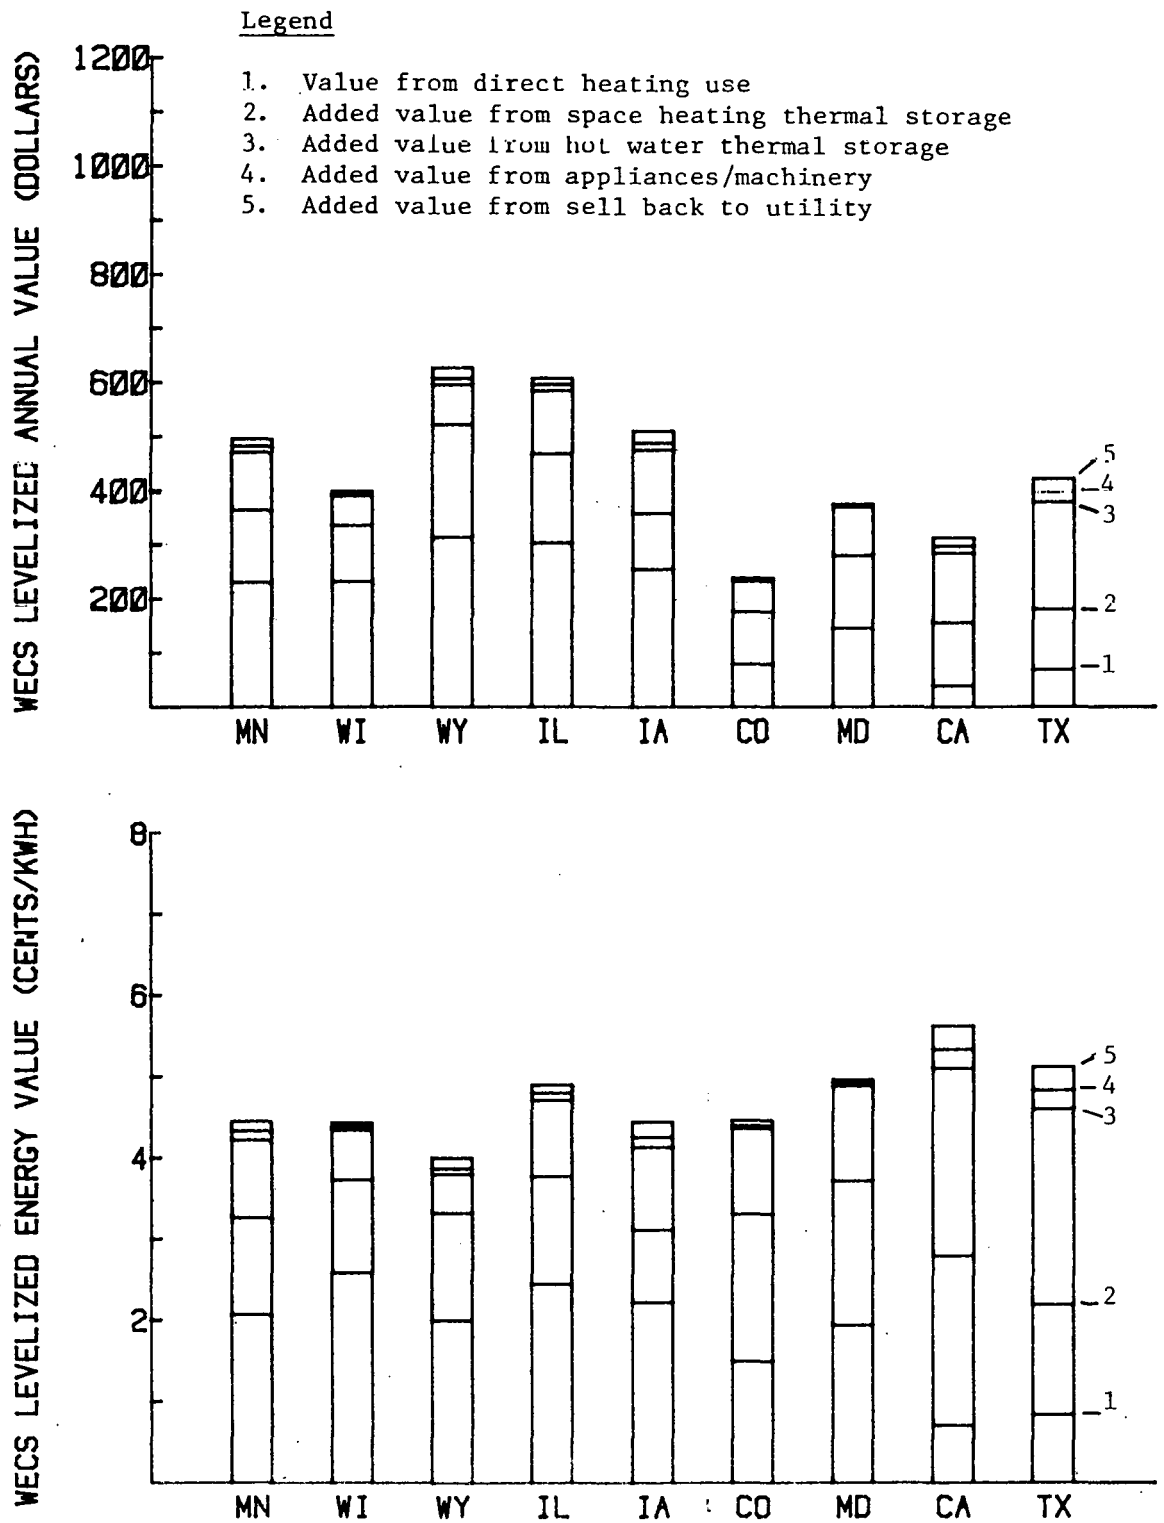 Legend
1. Value from direct heating use
2. Added value from space heating thermal storage
3. Added value from hot water thermal storage
4. Added value from appliances/machinery
5. Added value from sell back to utility
WECS LEVELIZED ANNUAL VALUE (DOLLARS)
1200
1000
800
600
400
200
5
4
3
2
1
MN WI WY IL IA CO MD CA TX
WECS LEVELIZED ENERGY VALUE (CENTS/KWH)
8
6
4
2
5
4
3
2
1
MN WI WY IL IA CO MD CA TX